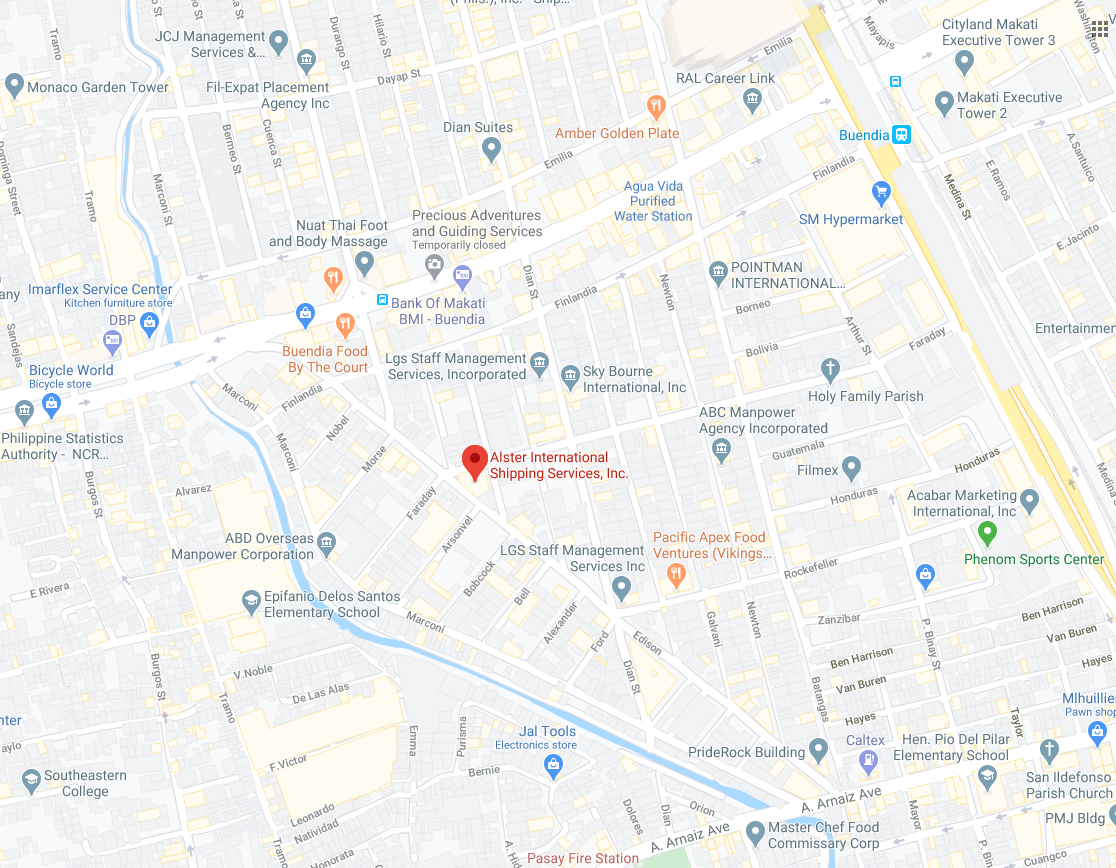 (Phils.), Inc. - Ship...
Tramo
JCJ Management
Services &...
Hilario St
Durango St
Mayapis
Cityland Makati
Executive Tower 3
Washington
Emilia
Monaco Garden Tower
Fil-Expat Placement
Agency Inc
Dayap St
RAL Career Link
Makati Executive
Tower 2
Dian Suites
Amber Golden Plate
Buendia
Bermeo St
Cuenca St
Dominga Street
Marconi St
Tramo
Emilia
Finlandia
A.Santuico
E.Ramos
Medina St
Agua Vida
Purified
Water Station
SM Hypermarket
Nuat Thai Foot
and Body Massage
Precious Adventures
and Guiding Services
Temporarily closed
E.Jacinto
Dian St
Newton
POINTMAN
INTERNATIONAL...
any
Imarflex Service Center
Kitchen furniture store
DBP
Bank Of Makati
BMI - Buendia
Finlandia
Borneo
Arthur St
Faraday
Sandejas
Entertainmen
Buendia Food
By The Court
Lgs Staff Management
Services, Incorporated
Bolivia
Bicycle World
Bicycle store
Sky Bourne
International, Inc
Holy Family Parish
Marconi
Finlandia
Nobel
Morse
ABC Manpower
Agency Incorporated
Philippine Statistics
Authority - NCR...
Marconi
Guatemala
Filmex
Honduras
Alster International
Shipping Services, Inc.
Medina
Burgos St
Alvarez
Faraday
Arsonvel
Honduras
Acabar Marketing
International, Inc
ABD Overseas
Manpower Corporation
LGS Staff Management
Services Inc
Pacific Apex Food
Ventures (Vikings...
Phenom Sports Center
Rockefeller
E Rivera
Epifanio Delos Santos
Elementary School
Bobcock
Bell
Alexander
Ford
Marconi
Edison
Galvani
Newton
Zanzibar
P. Binay St
Ben Harrison
Van Buren
Hayes
Burgos St
Tramo
V.Noble
De Las Alas
Dian St
Batangas
Ben Harrison
Van Buren
Hayes
Mlhuillier
Pawn shop
nter
Taylo
Emma
Purisma
Jal Tools
Electronics store
PrideRock Building
Caltex
Hen. Pio Del Pilar
Elementary School
Taylor
F.Victor
Bernie
Southeastern
College
San Ildefonso
Parish Church
A. Arnaiz Ave
Leonardo
Natividad
Honorata
Dolores
Dian
Orion
Mayor
PMJ Bldg
A. Arnaiz Ave
Master Chef Food
Commissary Corp
Cuangco
Pasay Fire Station